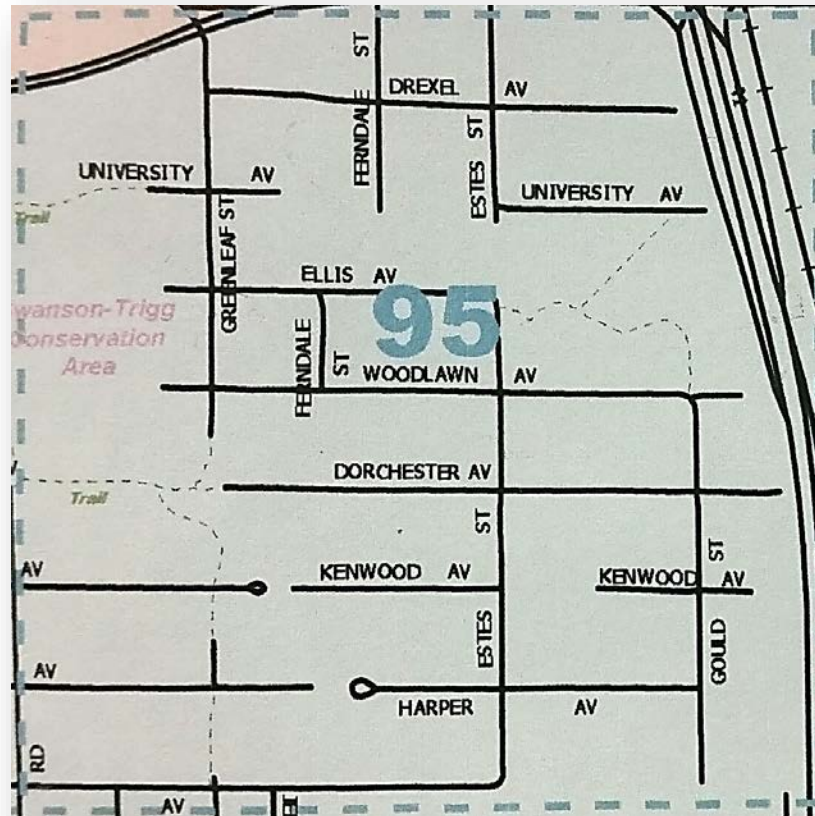 ST
FERNDALE
DREXEL AV
ESTES ST
UNIVERSITY AV
UNIVERSITY AV
Trail
GREENLEAF ST
ELLIS AV
95
wanson-Trigg
onservation
Area
FERNDALE ST
WOODLAWN AV
DORCHESTER AV
Trail
ST
ESTES
AV
KENWOOD AV
KENWOOD AV
ST
GOULD
AV
HARPER AV
RD
AV